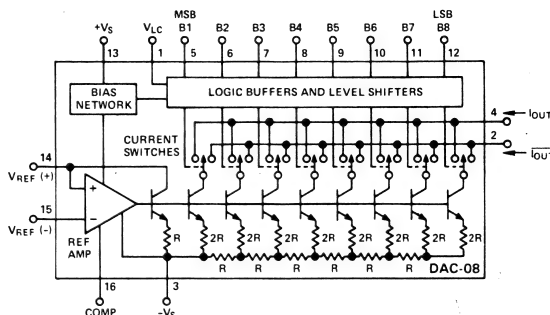 MSB LSB
+VS VLC B1 B2 B3 B4 B5 B6 B7 B8
13 1 5 6 7 8 9 10 11 12
BIAS NETWORK
LOGIC BUFFERS AND LEVEL SHIFTERS
4 IOUT
2 IOUT
CURRENT SWITCHES
14
VREF (+)
+
15
VREF (-)
−
REF AMP
R 2R 2R 2R 2R 2R 2R 2R 2R 2R
R R R R R R R
DAC-08
16 3
COMP −VS